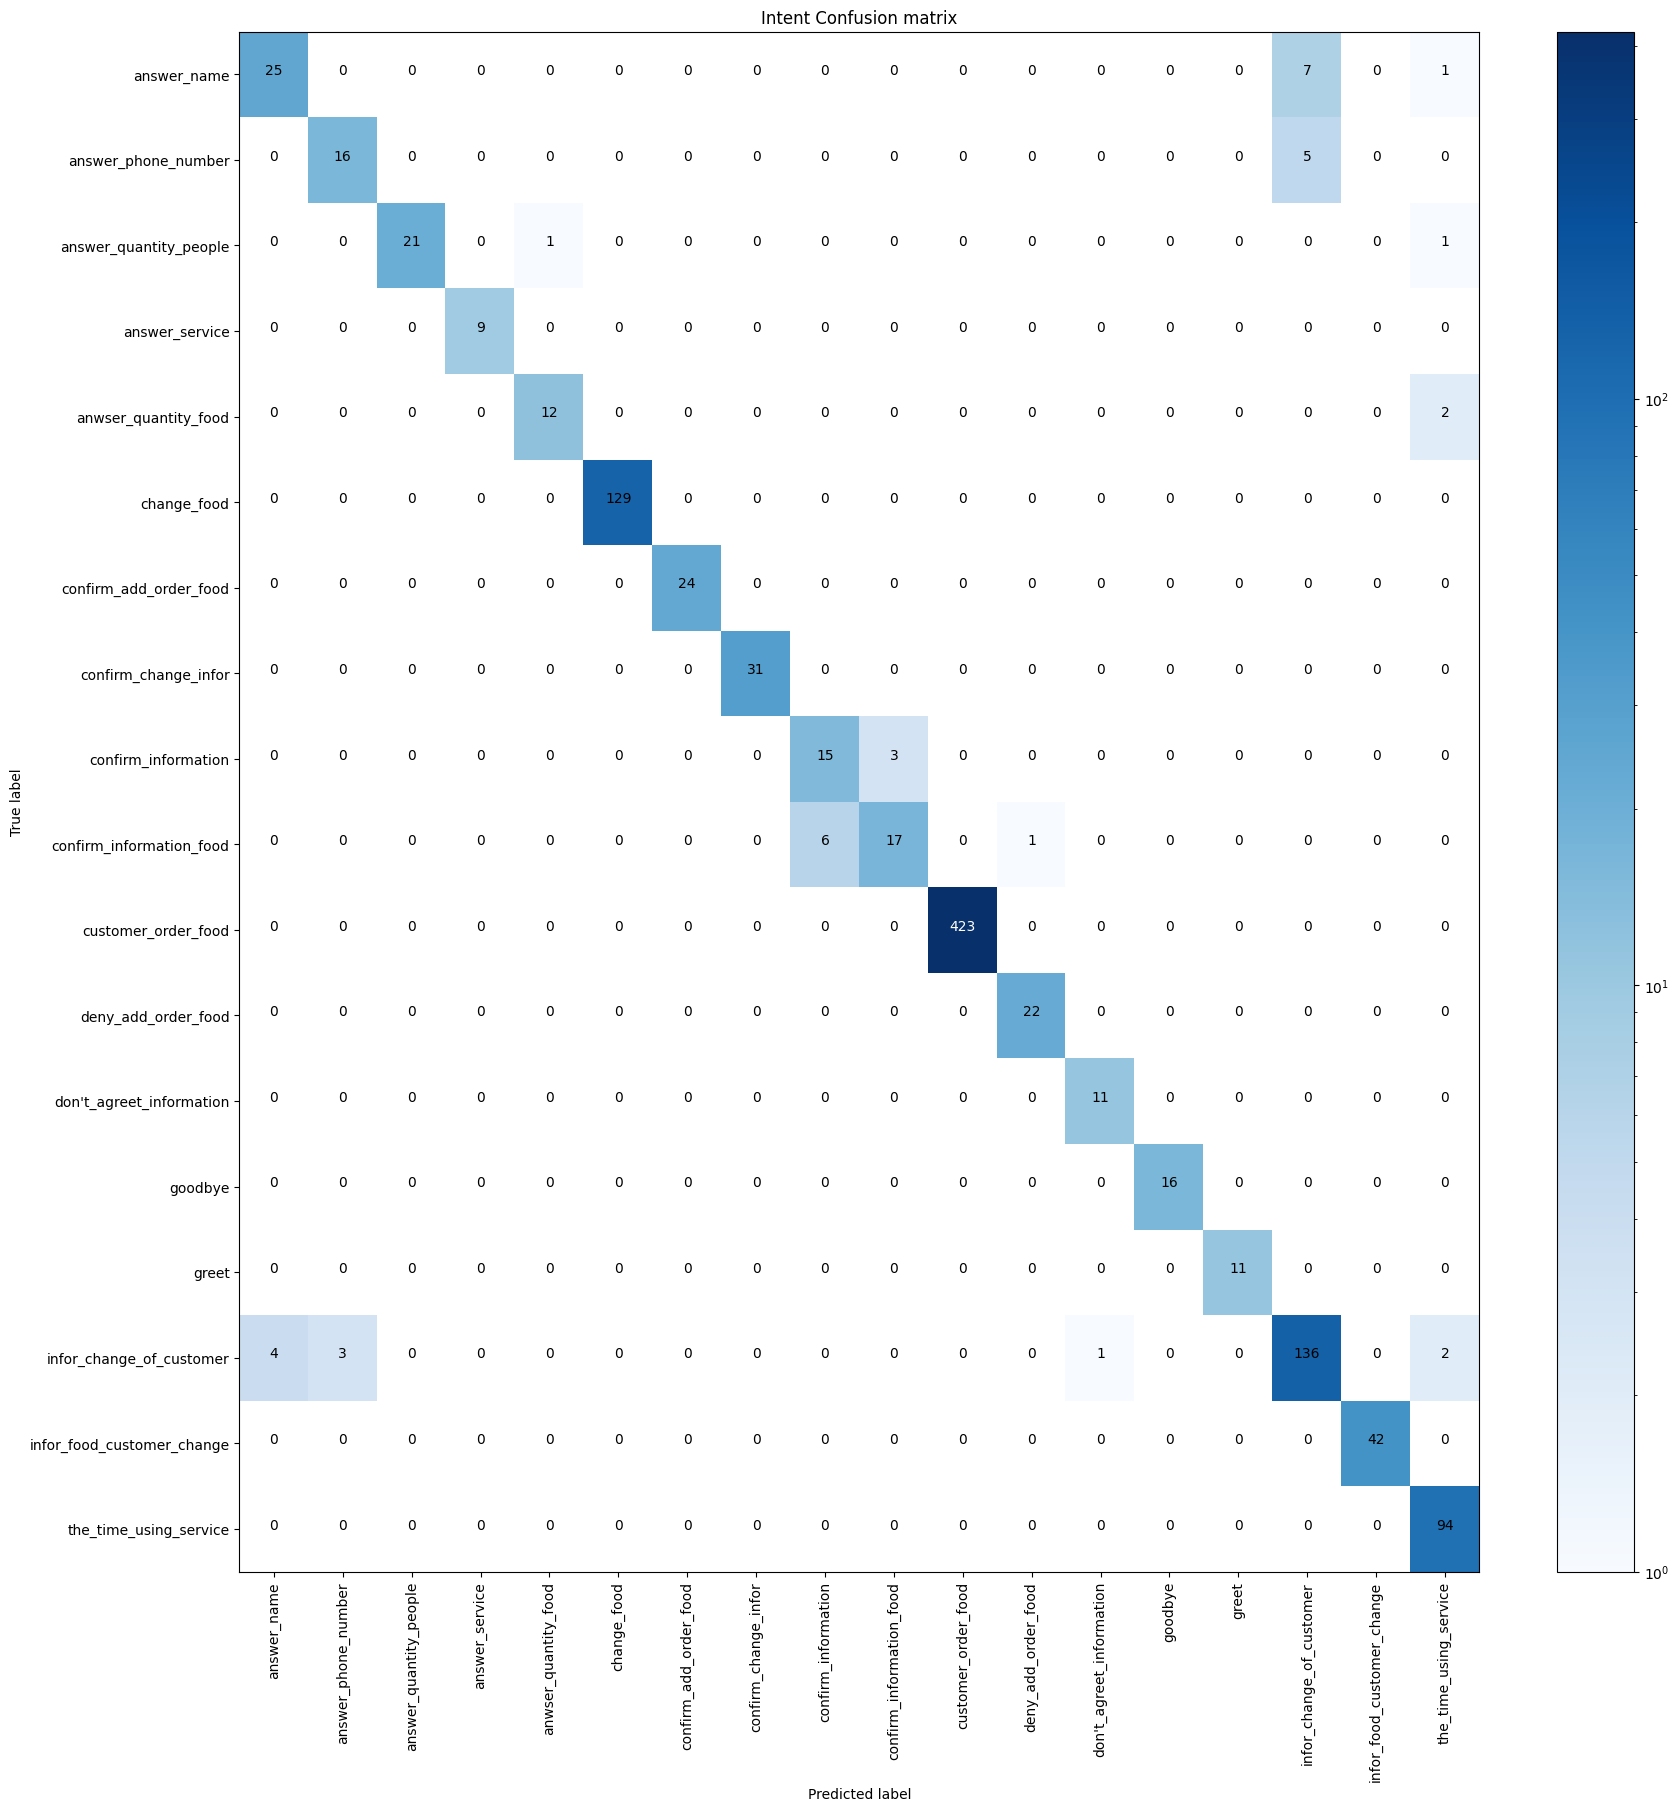 Intent Confusion matrix
answer_name 25 0 0 0 0 0 0 0 0 0 0 0 0 0 0 7 0 1
answer_phone_number 0 16 0 0 0 0 0 0 0 0 0 0 0 0 0 5 0 0
answer_quantity_people 0 0 21 0 1 0 0 0 0 0 0 0 0 0 0 0 0 1
answer_service 0 0 0 9 0 0 0 0 0 0 0 0 0 0 0 0 0 0
anwser_quantity_food 0 0 0 0 12 0 0 0 0 0 0 0 0 0 0 0 0 2
change_food 0 0 0 0 0 129 0 0 0 0 0 0 0 0 0 0 0 0
confirm_add_order_food 0 0 0 0 0 0 24 0 0 0 0 0 0 0 0 0 0 0
confirm_change_infor 0 0 0 0 0 0 0 31 0 0 0 0 0 0 0 0 0 0
confirm_information 0 0 0 0 0 0 0 0 15 3 0 0 0 0 0 0 0 0
confirm_information_food 0 0 0 0 0 0 0 0 6 17 0 1 0 0 0 0 0 0
customer_order_food 0 0 0 0 0 0 0 0 0 0 423 0 0 0 0 0 0 0
deny_add_order_food 0 0 0 0 0 0 0 0 0 0 0 22 0 0 0 0 0 0
don't_agreet_information 0 0 0 0 0 0 0 0 0 0 0 0 11 0 0 0 0 0
goodbye 0 0 0 0 0 0 0 0 0 0 0 0 0 16 0 0 0 0
greet 0 0 0 0 0 0 0 0 0 0 0 0 0 0 11 0 0 0
infor_change_of_customer 4 3 0 0 0 0 0 0 0 0 0 0 1 0 0 136 0 2
infor_food_customer_change 0 0 0 0 0 0 0 0 0 0 0 0 0 0 0 0 42 0
the_time_using_service 0 0 0 0 0 0 0 0 0 0 0 0 0 0 0 0 0 94
True label
answer_name
answer_phone_number
answer_quantity_people
answer_service
anwser_quantity_food
change_food
confirm_add_order_food
confirm_change_infor
confirm_information
confirm_information_food
customer_order_food
deny_add_order_food
don't_agreet_information
goodbye
greet
infor_change_of_customer
infor_food_customer_change
the_time_using_service
Predicted label
10²
10¹
10⁰